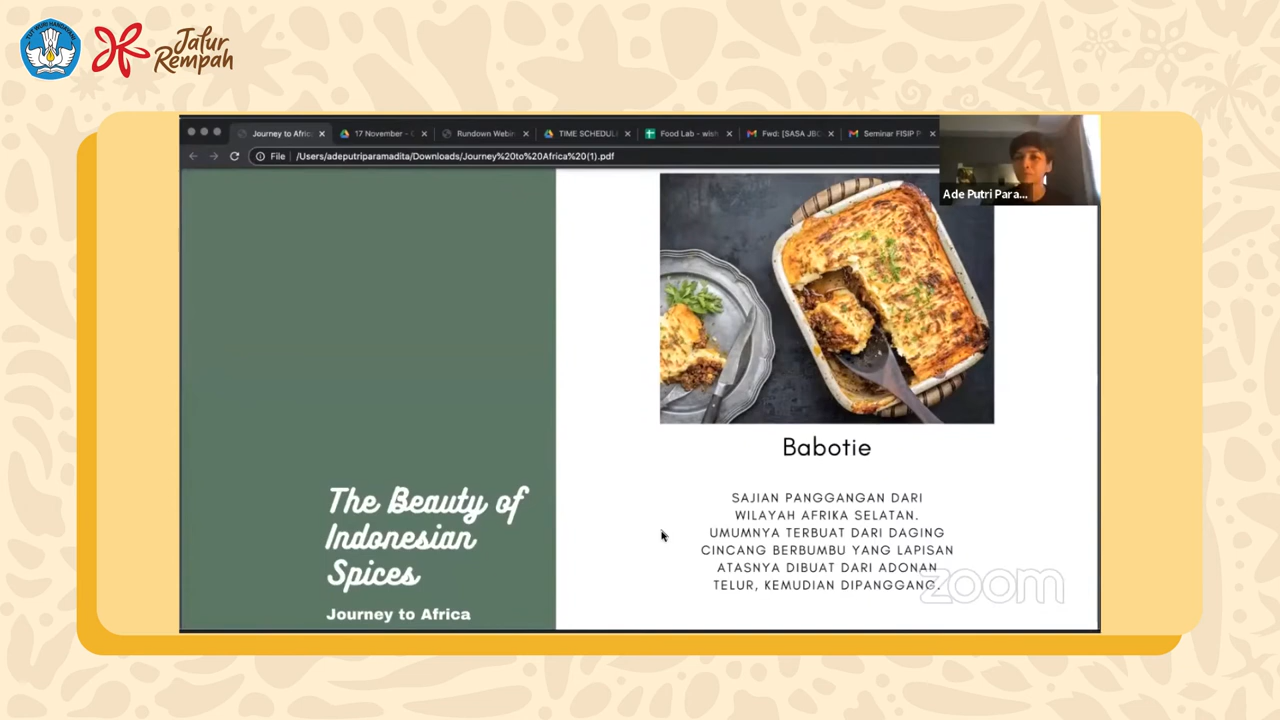 TUT WURI HANDAYANI
Jalur
Rempah
Journey to Afric
17 November - (
Rundown Webin
TIME SCHEDUL
Food Lab - wish
Fwd: [SASA JBC
Seminar FISIP P
File
/Users/adeputriparamadita/Downloads/Journey%20to%20Africa%20(1).pdf
Ade Putri Para...
The Beauty of
Indonesian
Spices
Journey to Africa
Babotie
SAJIAN PANGGANGAN DARI
WILAYAH AFRIKA SELATAN.
UMUMNYA TERBUAT DARI DAGING
CINCANG BERBUMBU YANG LAPISAN
ATASNYA DIBUAT DARI ADONAN
TELUR, KEMUDIAN DIPANGGANG.
zoom